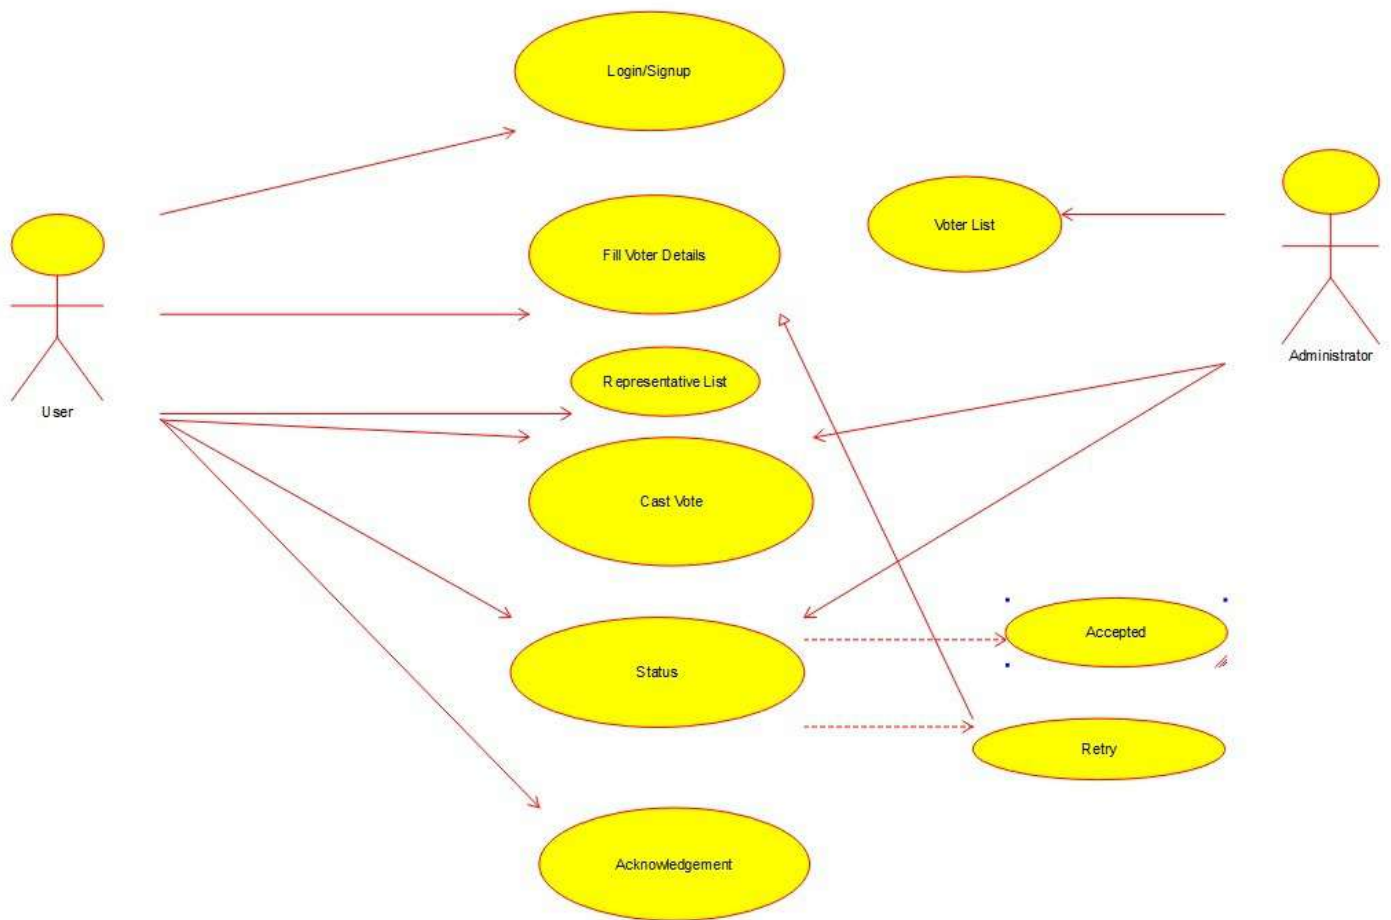 Login/Signup
Voter List
Fill Voter Details
Administrator
Representative List
User
Cast Vote
Accepted
Status
Retry
Acknowledgement